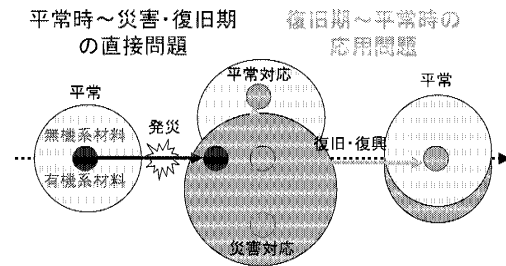 平常時～災害・復旧期
の直接問題
復旧期～平常時の
応用問題
平常対応
平常
平常
無機系材料
発災
復旧・復興
有機系材料
災害対応